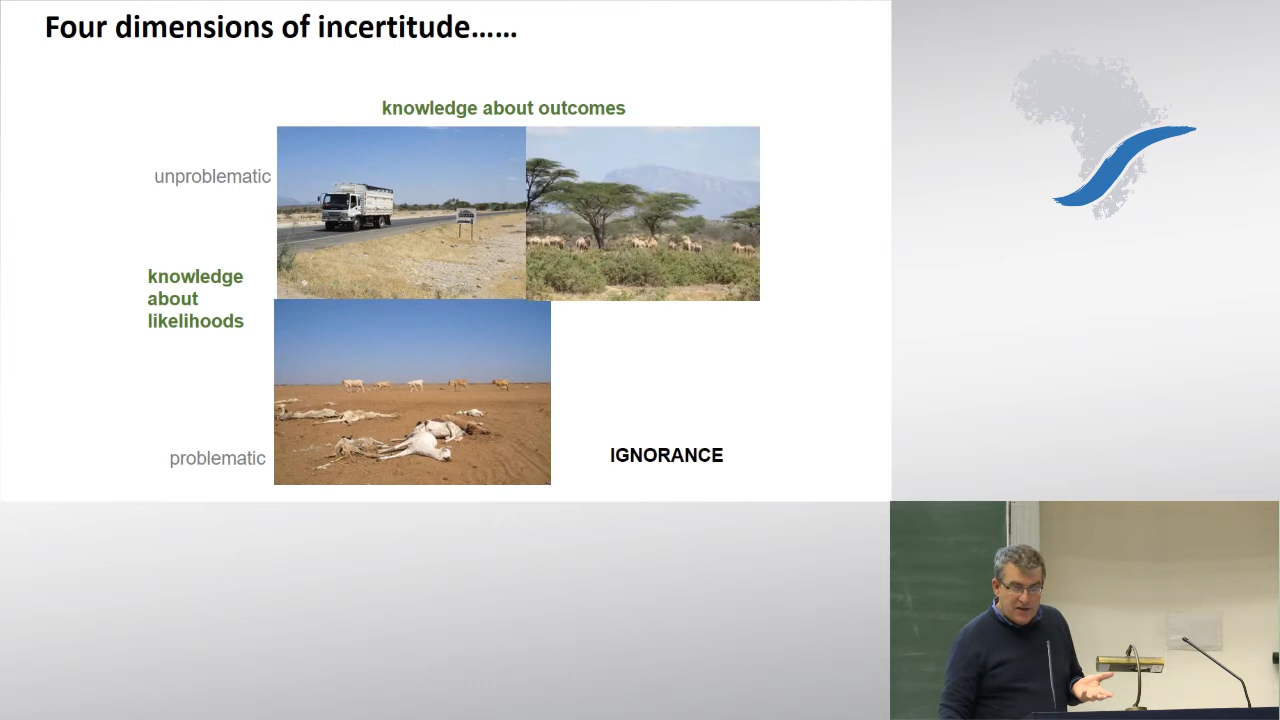 Four dimensions of incertitude......
knowledge about outcomes
unproblematic
knowledge
about
likelihoods
problematic
IGNORANCE